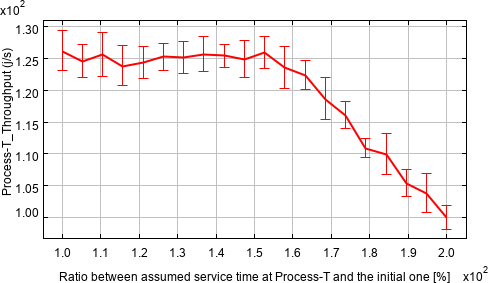 x10²
1.30
1.25
1.20
1.15
1.10
1.05
1.00
Process-T_Throughput (j/s)
1.0 1.1 1.2 1.3 1.4 1.5 1.6 1.7 1.8 1.9 2.0
Ratio between assumed service time at Process-T and the initial one [%] x10²